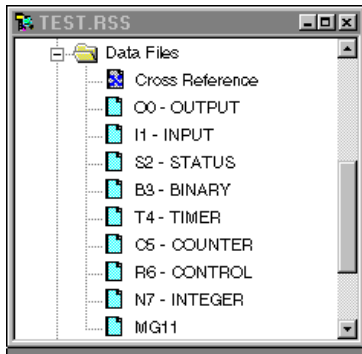 TEST.RSS
Data Files
Cross Reference
O0 - OUTPUT
I1 - INPUT
S2 - STATUS
B3 - BINARY
T4 - TIMER
C5 - COUNTER
R6 - CONTROL
N7 - INTEGER
MG11